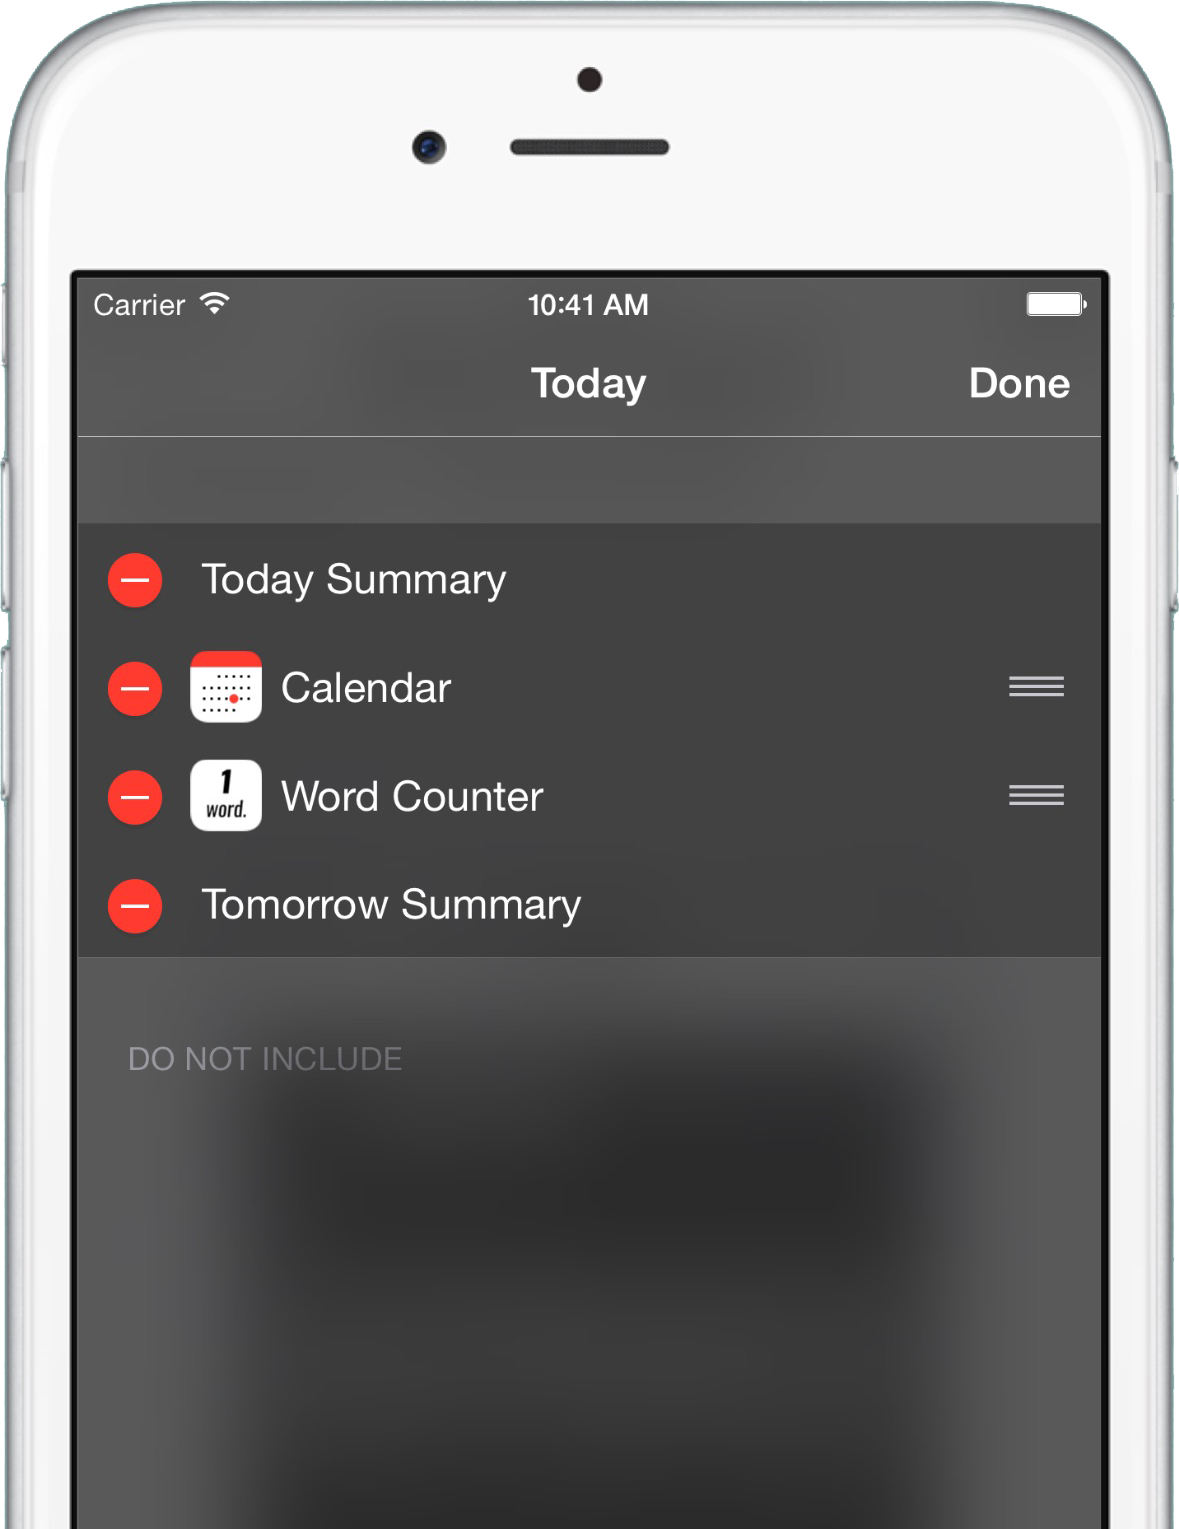 Carrier 10:41 AM
Today Done
Today Summary
Calendar
1
word.
Word Counter
Tomorrow Summary
DO NOT INCLUDE